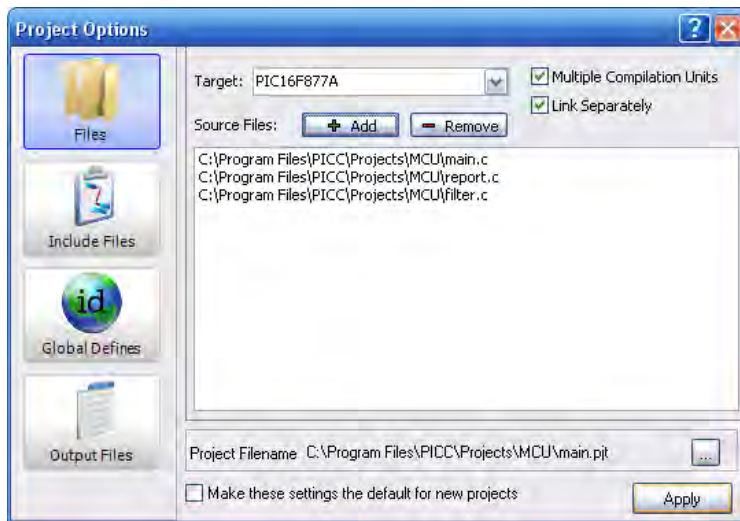 Project Options
Files
Include Files
id
Global Defines
Output Files
Target: PIC16F877A
Multiple Compilation Units
Link Separately
Source Files: Add Remove
C:\Program Files\PICC\Projects\MCU\main.c
C:\Program Files\PICC\Projects\MCU\report.c
C:\Program Files\PICC\Projects\MCU\filter.c
Project Filename C:\Program Files\PICC\Projects\MCU\main.pjt ...
Make these settings the default for new projects
Apply